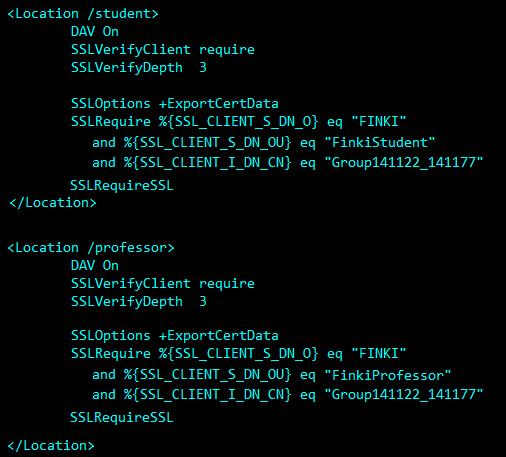 <Location /student>
DAV On
SSLVerifyClient require
SSLVerifyDepth  3
SSLOptions +ExportCertData
SSLRequire %{SSL_CLIENT_S_DN_O} eq "FINKI"
and %{SSL_CLIENT_S_DN_OU} eq "FinkiStudent"
and %{SSL_CLIENT_I_DN_CN} eq "Group141122_141177"
SSLRequireSSL
</Location>
<Location /professor>
DAV On
SSLVerifyClient require
SSLVerifyDepth  3
SSLOptions +ExportCertData
SSLRequire %{SSL_CLIENT_S_DN_O} eq "FINKI"
and %{SSL_CLIENT_S_DN_OU} eq "FinkiProfessor"
and %{SSL_CLIENT_I_DN_CN} eq "Group141122_141177"
SSLRequireSSL
</Location>